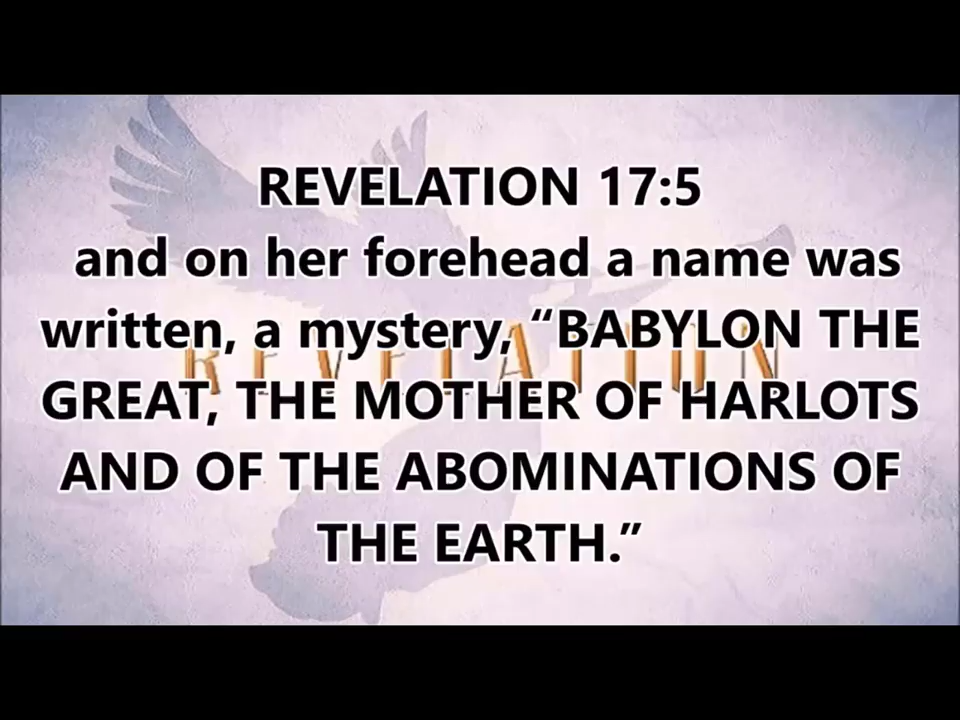 REVELATION 17:5
and on her forehead a name was
written, a mystery, “BABYLON THE
REVELATION
GREAT, THE MOTHER OF HARLOTS
AND OF THE ABOMINATIONS OF
THE EARTH.”